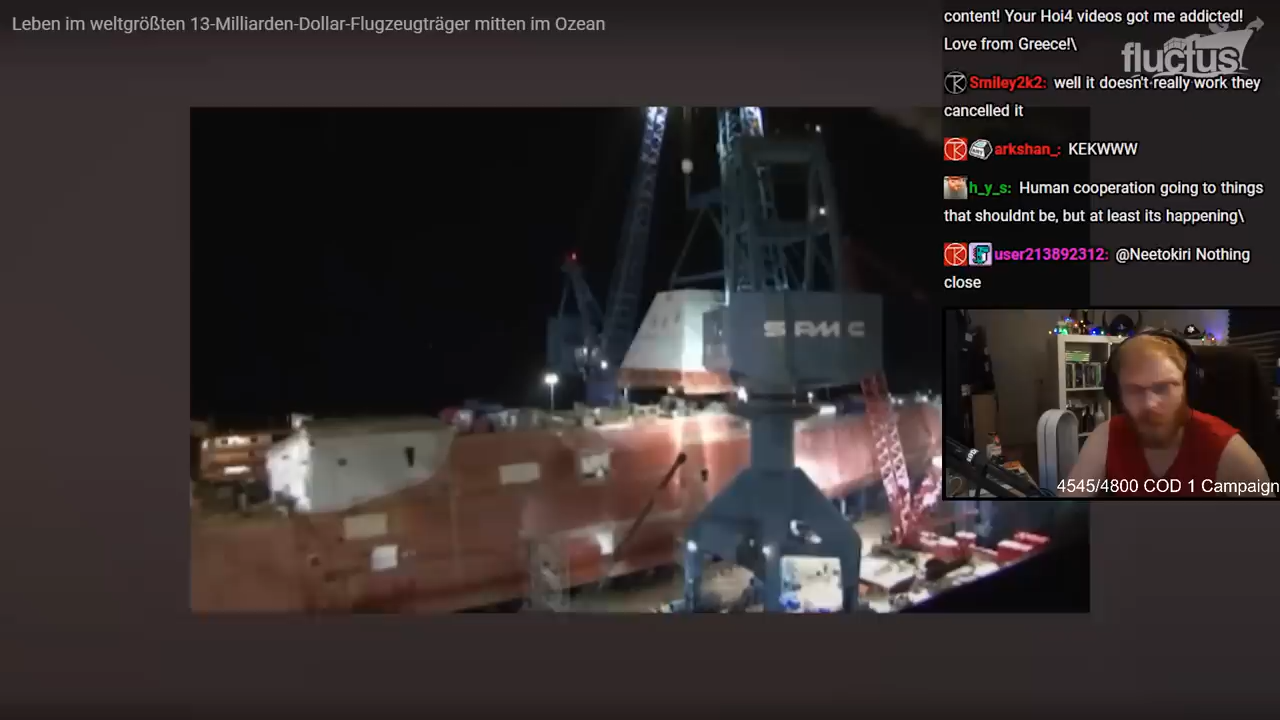 Leben im weltgrößten 13-Milliarden-Dollar-Flugzeugträger mitten im Ozean
content! Your Hoi4 videos got me addicted!
Love from Greece!\
fluctus
Smiley2k2: well it doesn't really work they
cancelled it
arkshan_: KEKWWW
h_y_s: Human cooperation going to things
that shouldnt be, but at least its happening\
user213892312: @Neetokiri Nothing
close
4545/4800 COD 1 Campaign